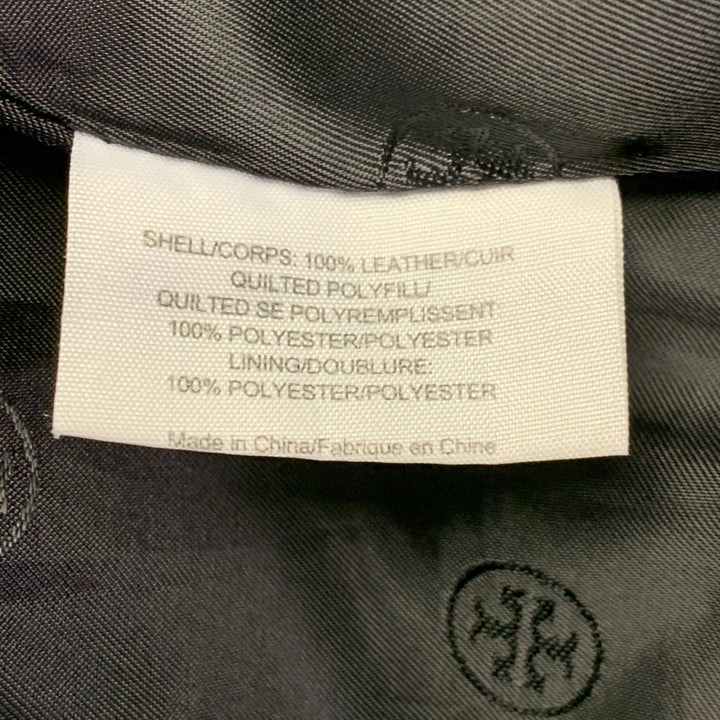 SHELL/CORPS: 100% LEATHER/CUIR
QUILTED POLYFILL/
QUILTED SE POLYREMPLISSENT
100% POLYESTER/POLYESTER
LINING/DOUBLURE:
100% POLYESTER/POLYESTER
Made in China/Fabrique en Chine